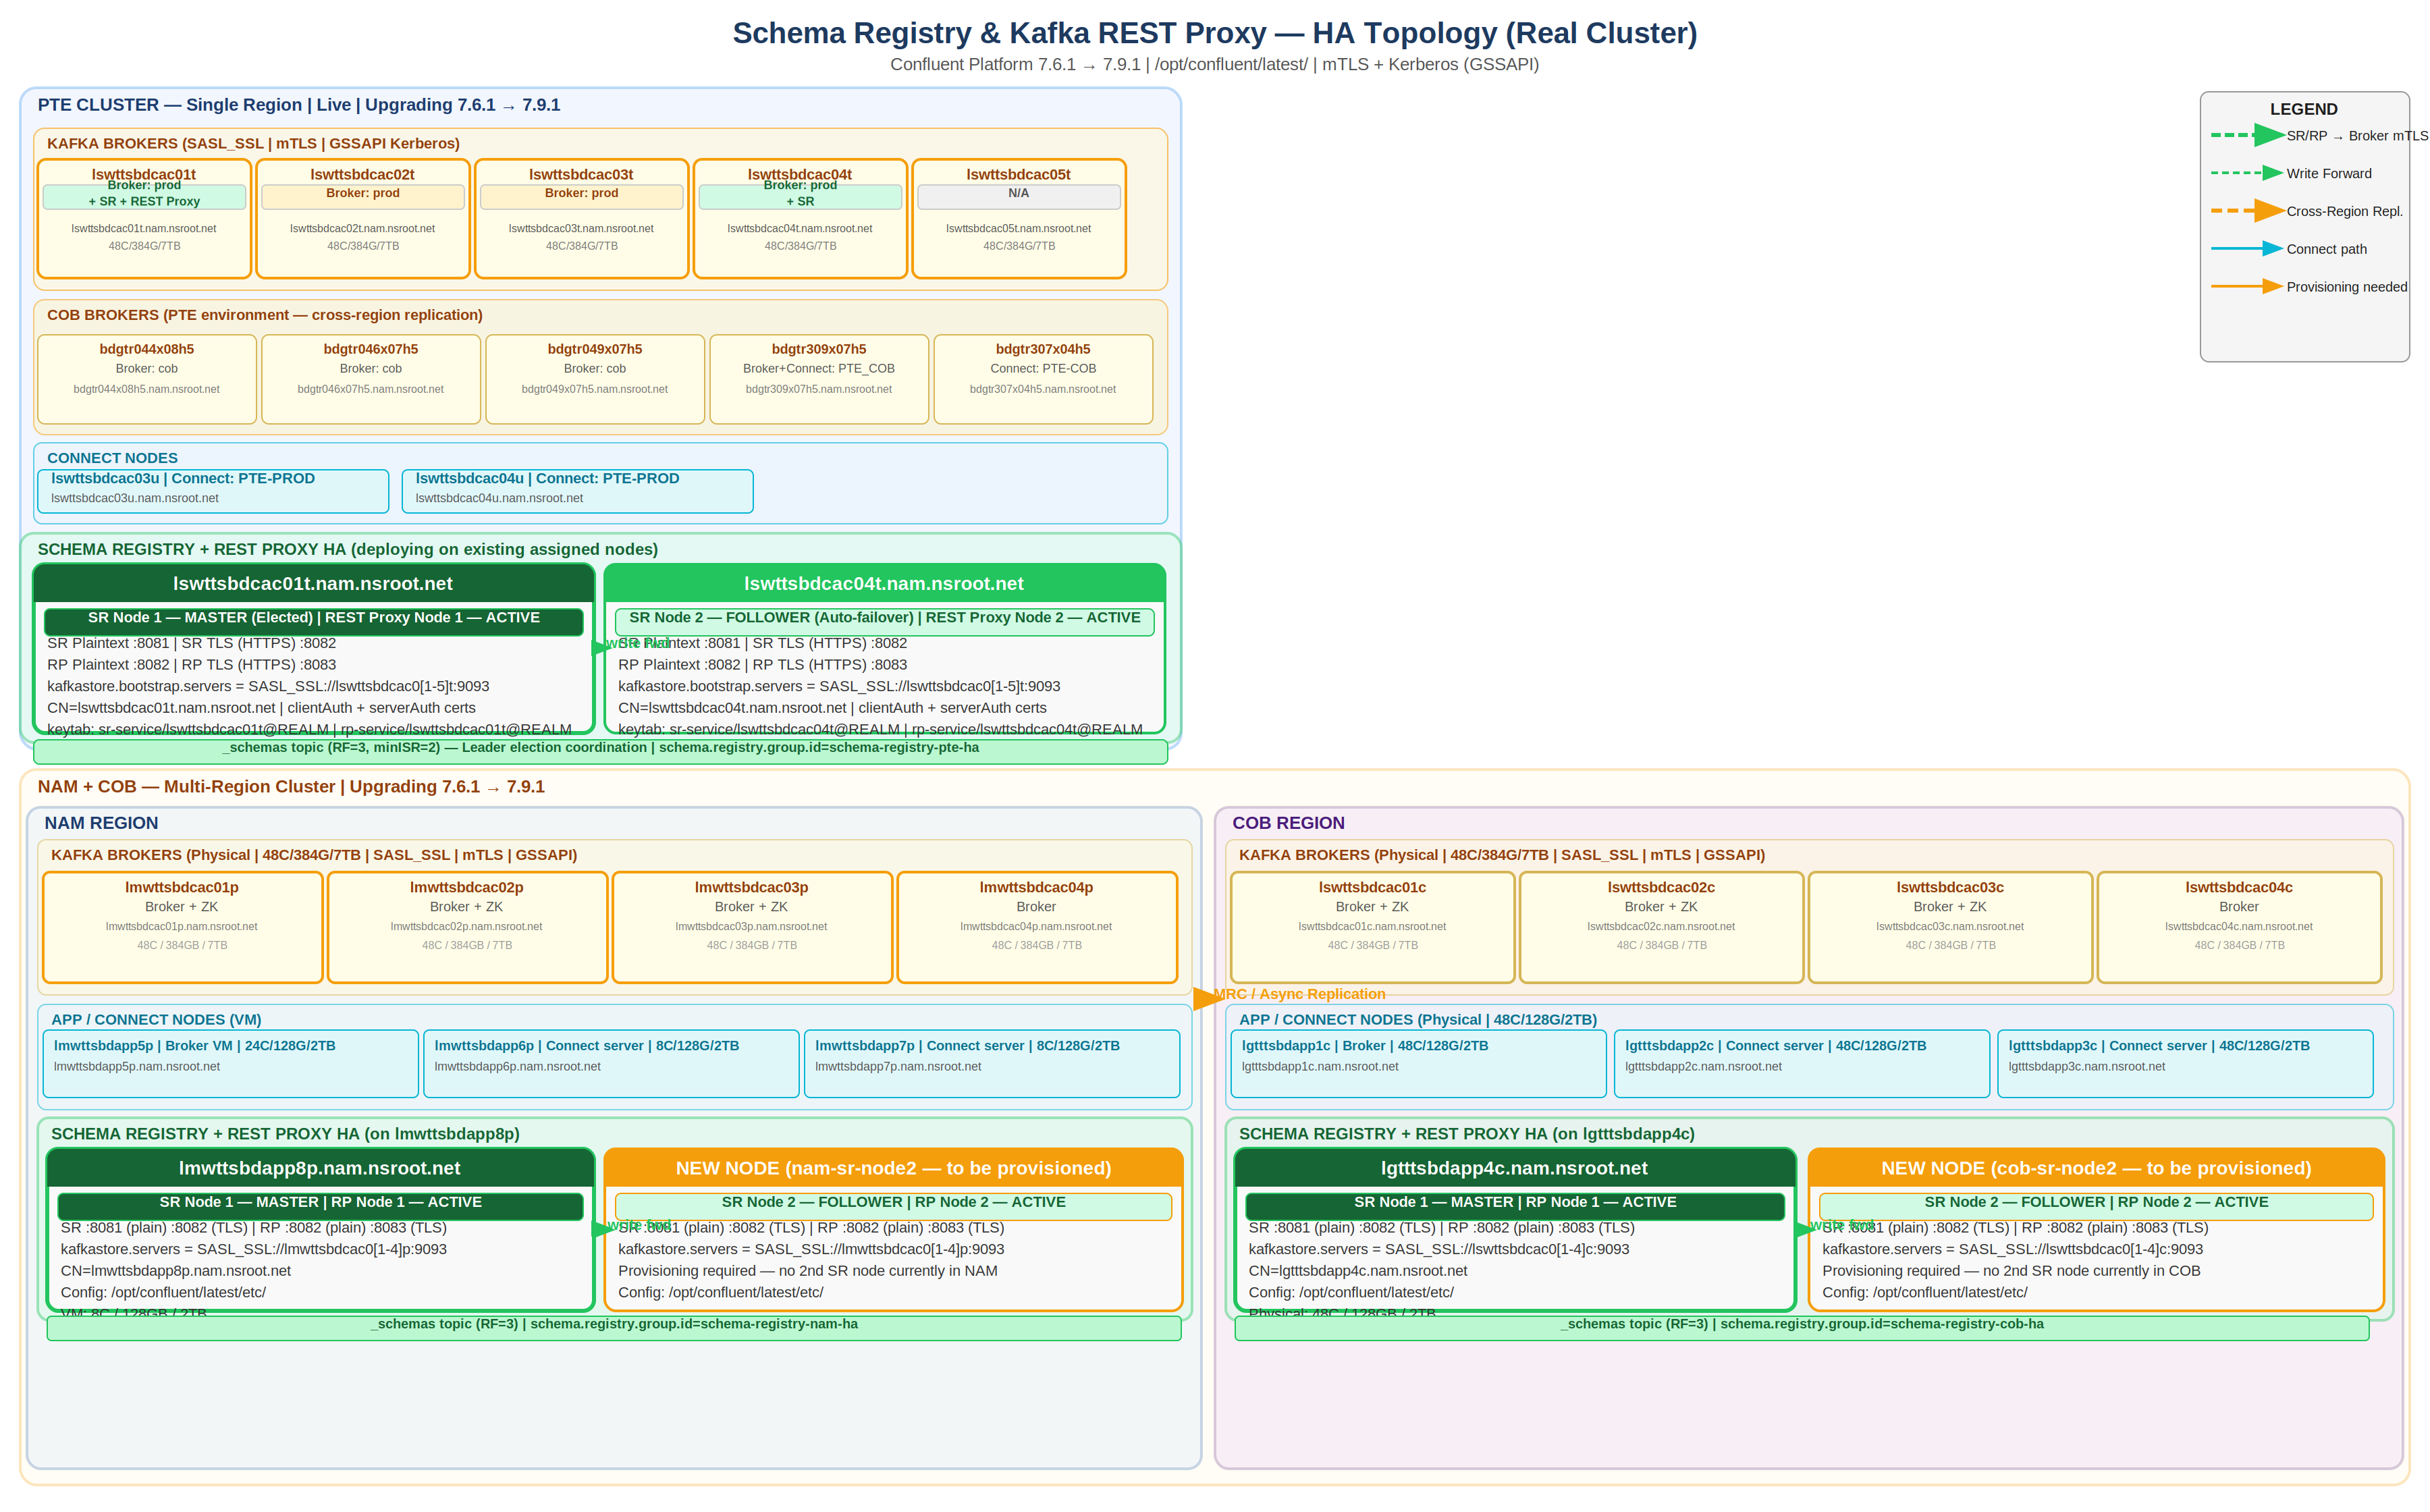 Schema Registry & Kafka REST Proxy — HA Topology (Real Cluster)
Confluent Platform 7.6.1 → 7.9.1 | /opt/confluent/latest/ | mTLS + Kerberos (GSSAPI)
PTE CLUSTER — Single Region | Live | Upgrading 7.6.1 → 7.9.1
KAFKA BROKERS (SASL_SSL | mTLS | GSSAPI Kerberos)
lswttsbdcac01t
Broker: prod
+ SR + REST Proxy
lswttsbdcac01t.nam.nsroot.net
48C/384G/7TB
lswttsbdcac02t
Broker: prod
lswttsbdcac02t.nam.nsroot.net
48C/384G/7TB
lswttsbdcac03t
Broker: prod
lswttsbdcac03t.nam.nsroot.net
48C/384G/7TB
lswttsbdcac04t
Broker: prod
+ SR
lswttsbdcac04t.nam.nsroot.net
48C/384G/7TB
lswttsbdcac05t
N/A
lswttsbdcac05t.nam.nsroot.net
48C/384G/7TB
COB BROKERS (PTE environment — cross-region replication)
bdgtr044x08h5
Broker: cob
bdgtr044x08h5.nam.nsroot.net
bdgtr046x07h5
Broker: cob
bdgtr046x07h5.nam.nsroot.net
bdgtr049x07h5
Broker: cob
bdgtr049x07h5.nam.nsroot.net
bdgtr309x07h5
Broker+Connect: PTE_COB
bdgtr309x07h5.nam.nsroot.net
bdgtr307x04h5
Connect: PTE-COB
bdgtr307x04h5.nam.nsroot.net
CONNECT NODES
lswttsbdcac03u | Connect: PTE-PROD
lswttsbdcac03u.nam.nsroot.net
lswttsbdcac04u | Connect: PTE-PROD
lswttsbdcac04u.nam.nsroot.net
SCHEMA REGISTRY + REST PROXY HA (deploying on existing assigned nodes)
lswttsbdcac01t.nam.nsroot.net
SR Node 1 — MASTER (Elected) | REST Proxy Node 1 — ACTIVE
SR Plaintext :8081 | SR TLS (HTTPS) :8082
RP Plaintext :8082 | RP TLS (HTTPS) :8083
kafkastore.bootstrap.servers = SASL_SSL://lswttsbdcac0[1-5]t:9093
CN=lswttsbdcac01t.nam.nsroot.net | clientAuth + serverAuth certs
keytab: sr-service/lswttsbdcac01t@REALM | rp-service/lswttsbdcac01t@REALM
write fwd
lswttsbdcac04t.nam.nsroot.net
SR Node 2 — FOLLOWER (Auto-failover) | REST Proxy Node 2 — ACTIVE
SR Plaintext :8081 | SR TLS (HTTPS) :8082
RP Plaintext :8082 | RP TLS (HTTPS) :8083
kafkastore.bootstrap.servers = SASL_SSL://lswttsbdcac0[1-5]t:9093
CN=lswttsbdcac04t.nam.nsroot.net | clientAuth + serverAuth certs
keytab: sr-service/lswttsbdcac04t@REALM | rp-service/lswttsbdcac04t@REALM
_schemas topic (RF=3, minISR=2) — Leader election coordination | schema.registry.group.id=schema-registry-pte-ha
LEGEND
SR/RP → Broker mTLS
Write Forward
Cross-Region Repl.
Connect path
Provisioning needed
NAM + COB — Multi-Region Cluster | Upgrading 7.6.1 → 7.9.1
NAM REGION
KAFKA BROKERS (Physical | 48C/384G/7TB | SASL_SSL | mTLS | GSSAPI)
lmwttsbdcac01p
Broker + ZK
lmwttsbdcac01p.nam.nsroot.net
48C / 384GB / 7TB
lmwttsbdcac02p
Broker + ZK
lmwttsbdcac02p.nam.nsroot.net
48C / 384GB / 7TB
lmwttsbdcac03p
Broker + ZK
lmwttsbdcac03p.nam.nsroot.net
48C / 384GB / 7TB
lmwttsbdcac04p
Broker
lmwttsbdcac04p.nam.nsroot.net
48C / 384GB / 7TB
APP / CONNECT NODES (VM)
lmwttsbdapp5p | Broker VM | 24C/128G/2TB
lmwttsbdapp5p.nam.nsroot.net
lmwttsbdapp6p | Connect server | 8C/128G/2TB
lmwttsbdapp6p.nam.nsroot.net
lmwttsbdapp7p | Connect server | 8C/128G/2TB
lmwttsbdapp7p.nam.nsroot.net
SCHEMA REGISTRY + REST PROXY HA (on lmwttsbdapp8p)
lmwttsbdapp8p.nam.nsroot.net
SR Node 1 — MASTER | RP Node 1 — ACTIVE
SR :8081 (plain) :8082 (TLS) | RP :8082 (plain) :8083 (TLS)
kafkastore.servers = SASL_SSL://lmwttsbdcac0[1-4]p:9093
CN=lmwttsbdapp8p.nam.nsroot.net
Config: /opt/confluent/latest/etc/
VM: 8C / 128GB / 2TB
write fwd
NEW NODE (nam-sr-node2 — to be provisioned)
SR Node 2 — FOLLOWER | RP Node 2 — ACTIVE
SR :8081 (plain) :8082 (TLS) | RP :8082 (plain) :8083 (TLS)
kafkastore.servers = SASL_SSL://lmwttsbdcac0[1-4]p:9093
Provisioning required — no 2nd SR node currently in NAM
Config: /opt/confluent/latest/etc/
_schemas topic (RF=3) | schema.registry.group.id=schema-registry-nam-ha
MRC / Async Replication
COB REGION
KAFKA BROKERS (Physical | 48C/384G/7TB | SASL_SSL | mTLS | GSSAPI)
lswttsbdcac01c
Broker + ZK
lswttsbdcac01c.nam.nsroot.net
48C / 384GB / 7TB
lswttsbdcac02c
Broker + ZK
lswttsbdcac02c.nam.nsroot.net
48C / 384GB / 7TB
lswttsbdcac03c
Broker + ZK
lswttsbdcac03c.nam.nsroot.net
48C / 384GB / 7TB
lswttsbdcac04c
Broker
lswttsbdcac04c.nam.nsroot.net
48C / 384GB / 7TB
APP / CONNECT NODES (Physical | 48C/128G/2TB)
lgtttsbdapp1c | Broker | 48C/128G/2TB
lgtttsbdapp1c.nam.nsroot.net
lgtttsbdapp2c | Connect server | 48C/128G/2TB
lgtttsbdapp2c.nam.nsroot.net
lgtttsbdapp3c | Connect server | 48C/128G/2TB
lgtttsbdapp3c.nam.nsroot.net
SCHEMA REGISTRY + REST PROXY HA (on lgtttsbdapp4c)
lgtttsbdapp4c.nam.nsroot.net
SR Node 1 — MASTER | RP Node 1 — ACTIVE
SR :8081 (plain) :8082 (TLS) | RP :8082 (plain) :8083 (TLS)
kafkastore.servers = SASL_SSL://lswttsbdcac0[1-4]c:9093
CN=lgtttsbdapp4c.nam.nsroot.net
Config: /opt/confluent/latest/etc/
Physical: 48C / 128GB / 2TB
write fwd
NEW NODE (cob-sr-node2 — to be provisioned)
SR Node 2 — FOLLOWER | RP Node 2 — ACTIVE
SR :8081 (plain) :8082 (TLS) | RP :8082 (plain) :8083 (TLS)
kafkastore.servers = SASL_SSL://lswttsbdcac0[1-4]c:9093
Provisioning required — no 2nd SR node currently in COB
Config: /opt/confluent/latest/etc/
_schemas topic (RF=3) | schema.registry.group.id=schema-registry-cob-ha